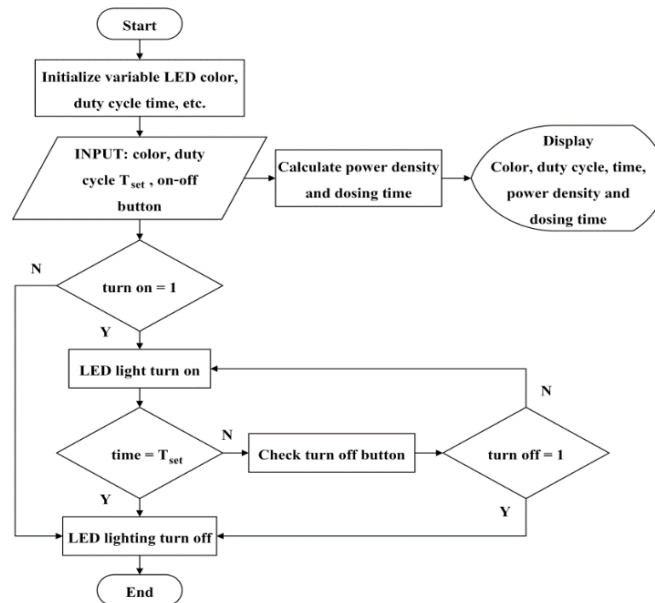 Start
Initialize variable LED color,
duty cycle time, etc.
INPUT: color, duty
cycle Tset , on-off
button
Calculate power density
and dosing time
Display
Color, duty cycle, time,
power density and
dosing time
N
turn on = 1
Y
LED light turn on
N
time = Tset
N
Check turn off button
turn off = 1
Y
Y
LED lighting turn off
End